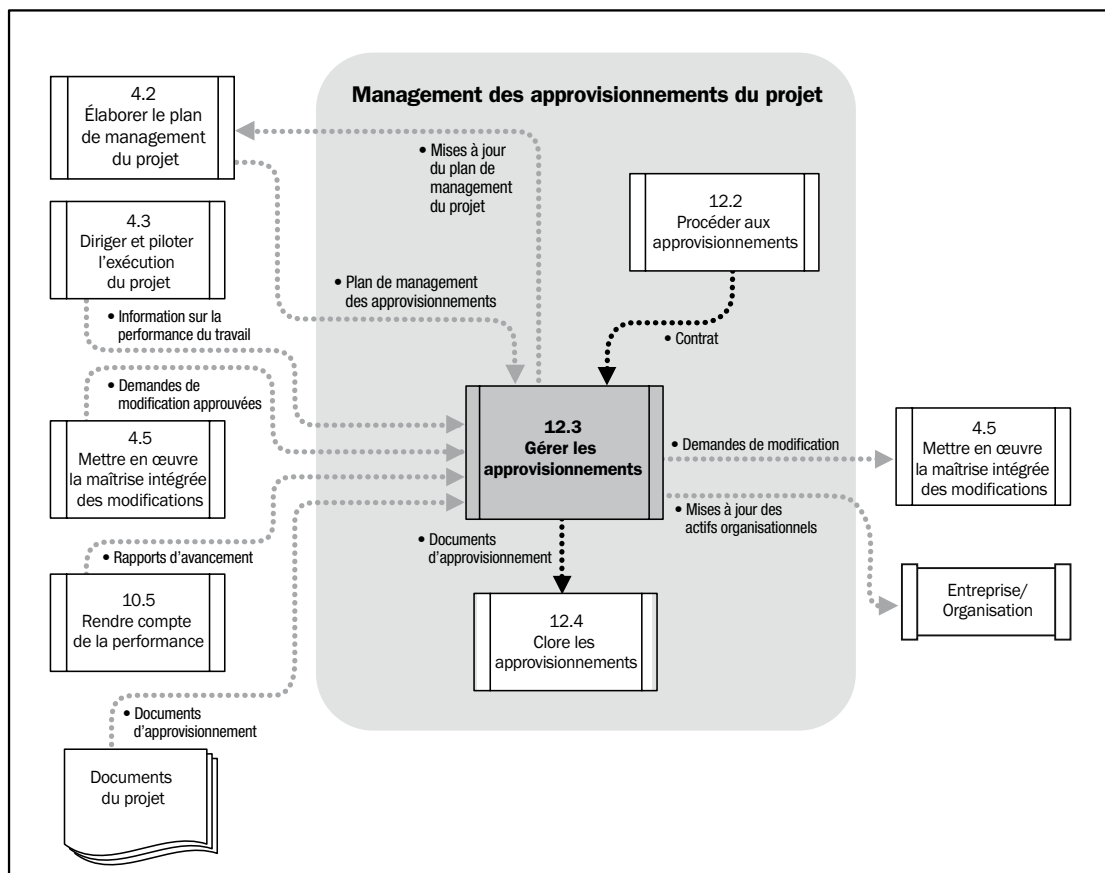 Management des approvisionnements du projet
4.2
Élaborer le plan
de management
du projet
• Mises à jour
du plan de
management
du projet
12.2
Procéder aux
approvisionnements
4.3
Diriger et piloter
l'exécution
du projet
• Plan de management
des approvisionnements
• Information sur la
performance du travail
• Contrat
• Demandes de
modification approuvées
12.3
Gérer les
approvisionnements
4.5
Mettre en œuvre
la maîtrise intégrée
des modifications
• Demandes de modification
4.5
Mettre en œuvre
la maîtrise intégrée
des modifications
• Mises à jour des
actifs organisationnels
• Documents
d'approvisionnement
• Rapports d'avancement
10.5
Rendre compte
de la performance
Entreprise/
Organisation
12.4
Clore les
approvisionnements
• Documents
d'approvisionnement
Documents
du projet